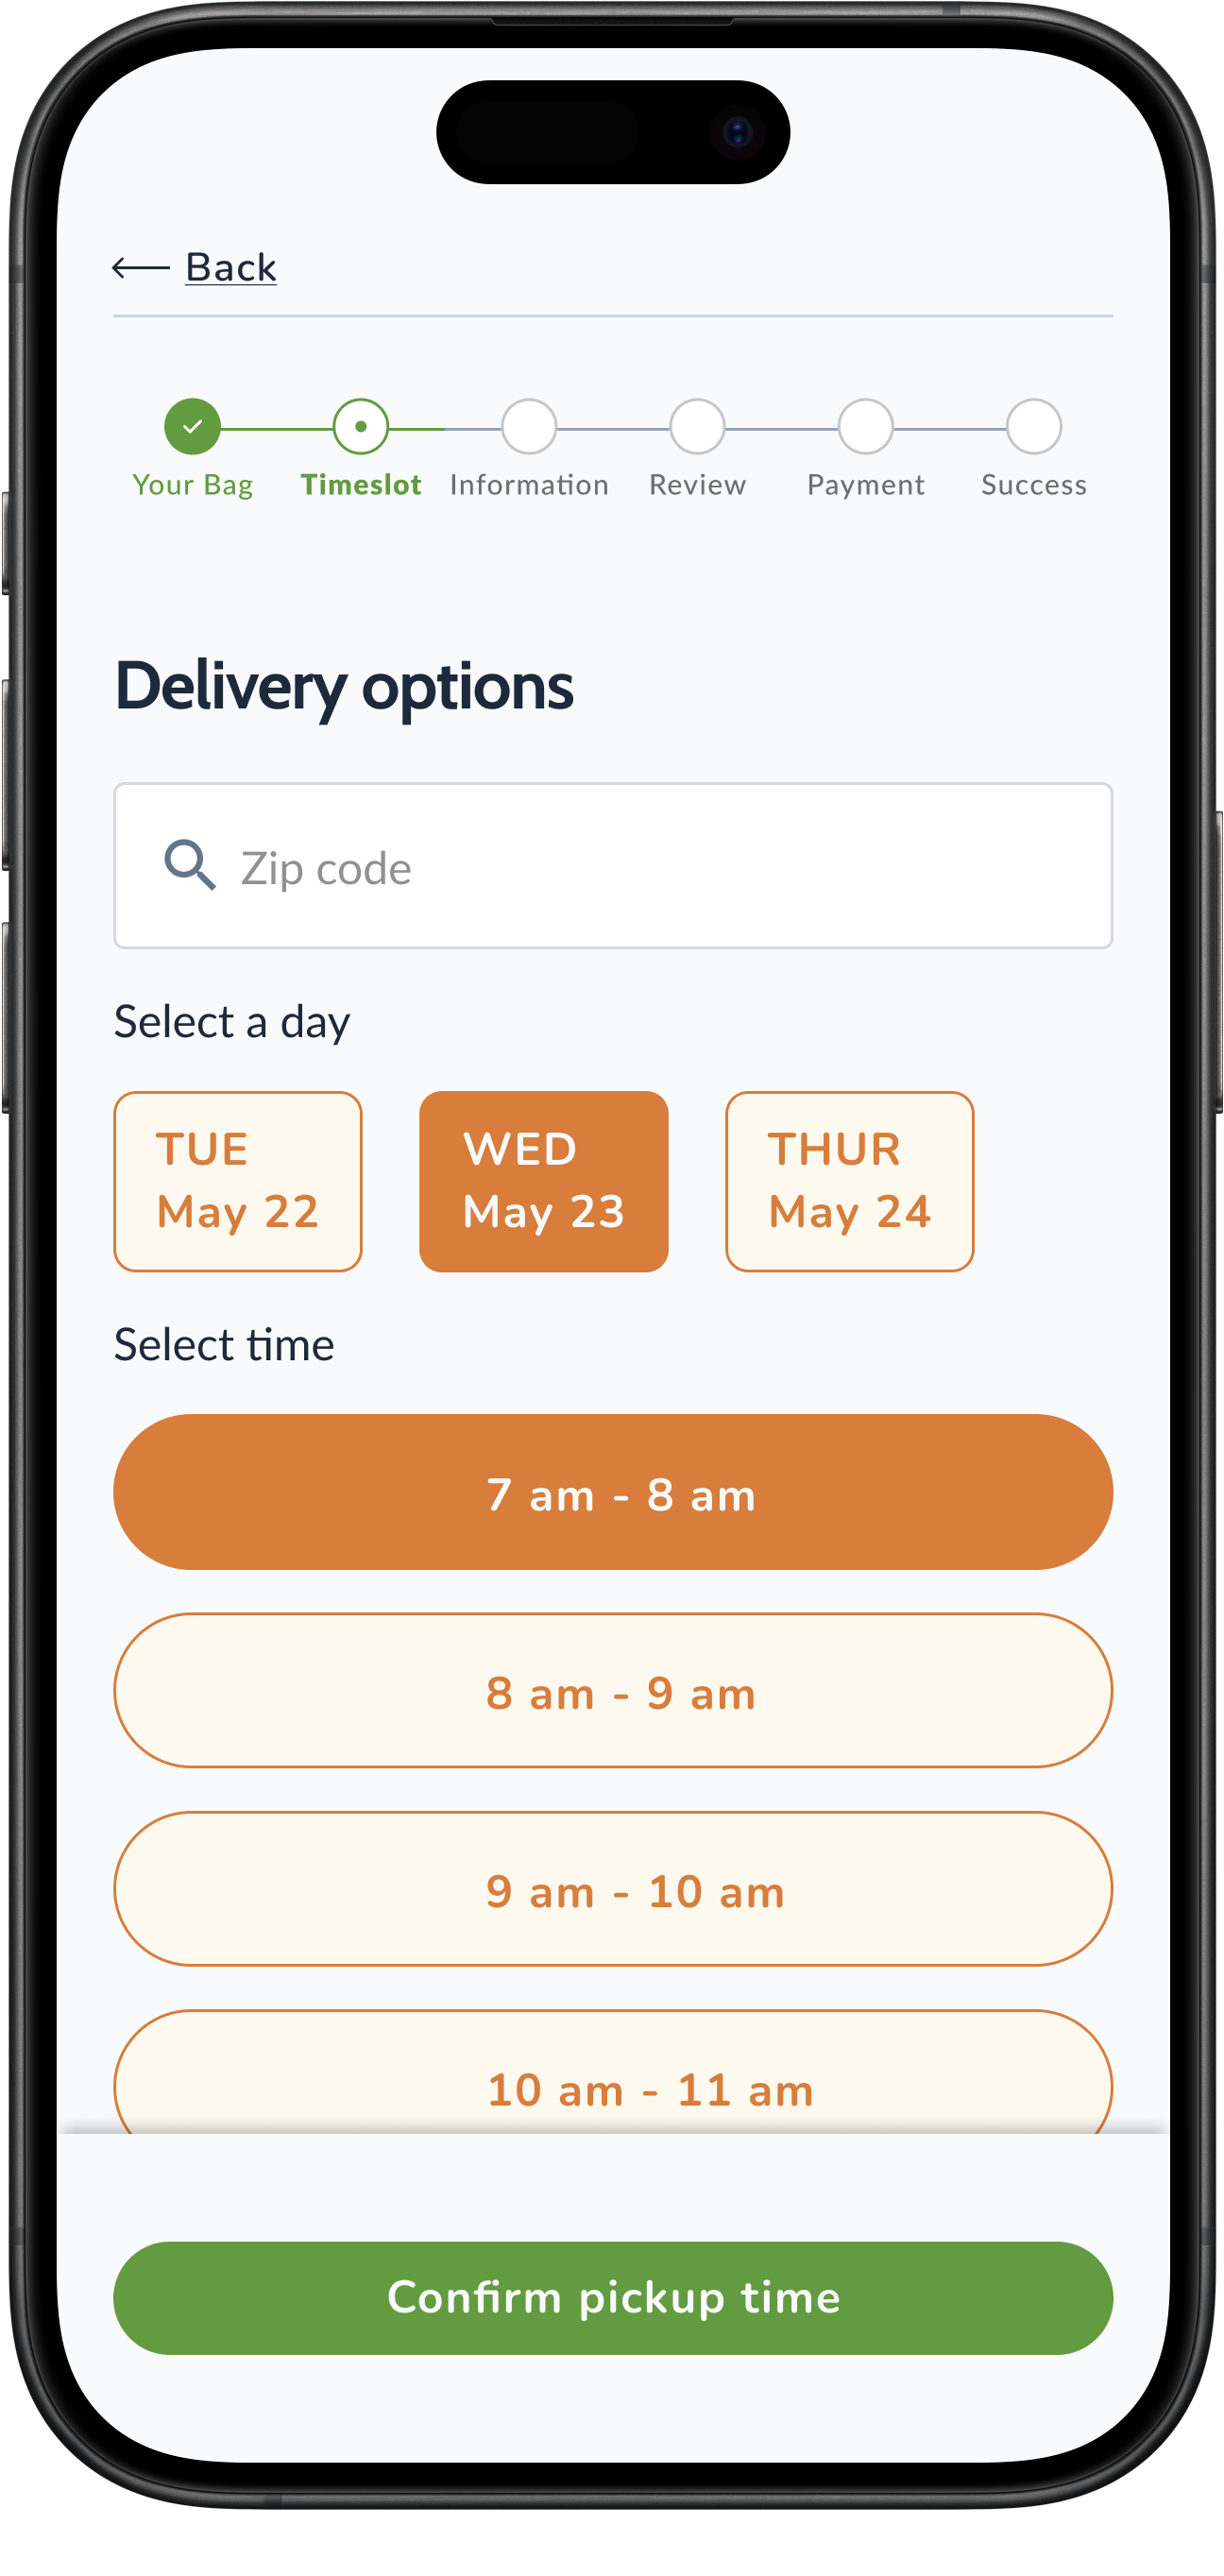 Back
Your Bag Timeslot Information Review Payment Success
Delivery options
Zip code
Select a day
TUE
May 22
WED
May 23
THUR
May 24
Select time
7 am - 8 am
8 am - 9 am
9 am - 10 am
10 am - 11 am
Confirm pickup time